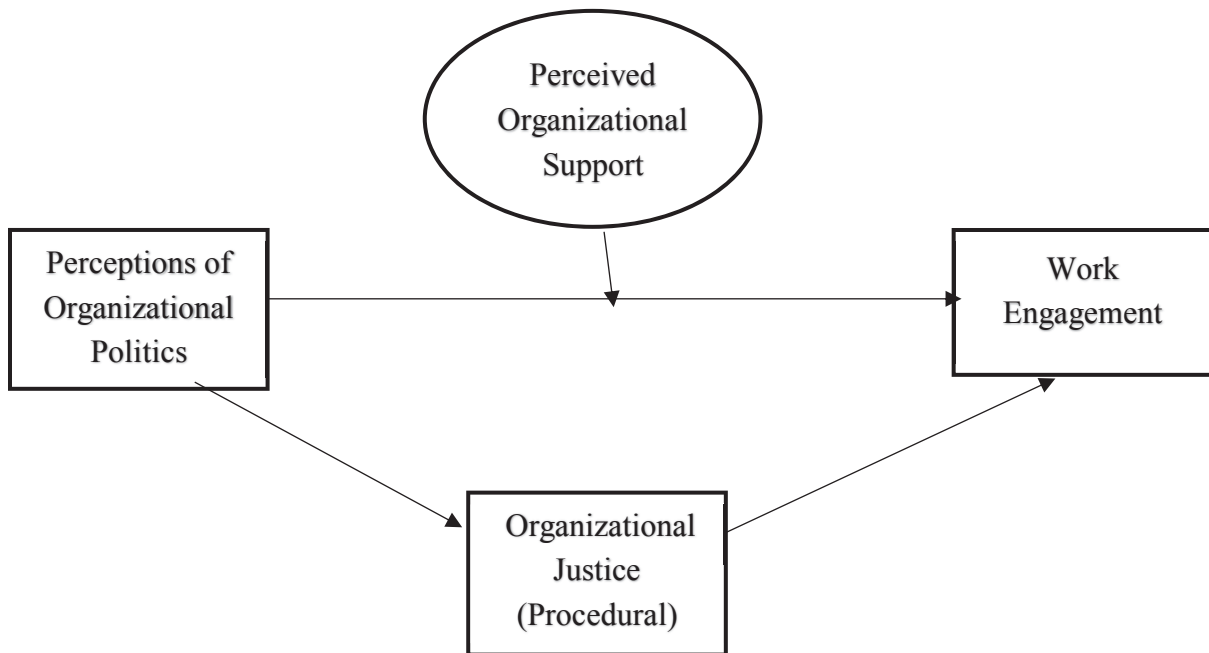 Perceived
Organizational
Support
Perceptions of
Organizational
Politics
Work
Engagement
Organizational
Justice
(Procedural)